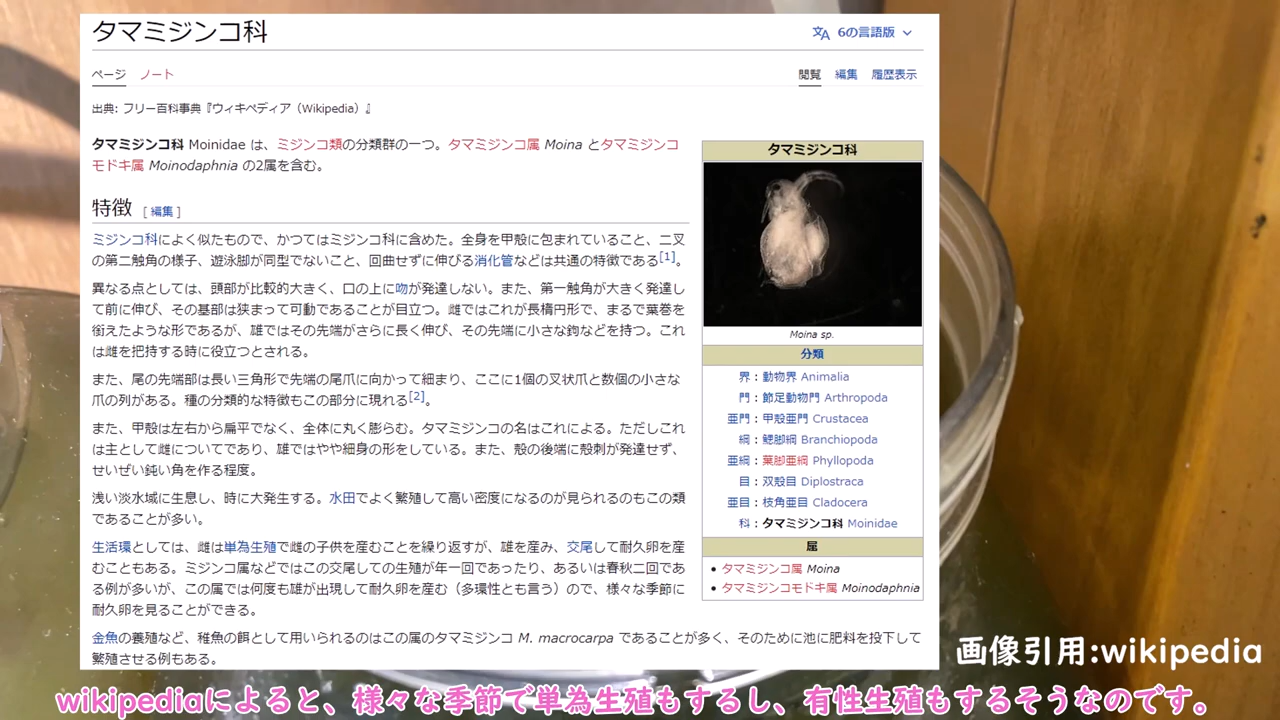 タマミジンコ科
6の言語版
ページ ノート
閲覧 編集 履歴表示
出典: フリー百科事典『ウィキペディア（Wikipedia）』
タマミジンコ科 Moinidae は、ミジンコ類の分類群の一つ。タマミジンコ属 Moina とタマミジンコ
モドキ属 Moinodaphnia の2属を含む。
特徴 [ 編集 ]
ミジンコ科によく似たもので、かつてはミジンコ科に含めた。全身を甲殻に包まれていること、二叉
の第二触角の様子、遊泳脚が同型でないこと、回曲せずに伸びる消化管などは共通の特徴である[1]。
異なる点としては、頭部が比較的大きく、口の上に吻が発達しない。また、第一触角が大きく発達し
て前に伸び、その基部は狭まって可動であることが目立つ。雌ではこれが長楕円形で、まるで葉巻を
銜えたような形であるが、雄ではその先端がさらに長く伸び、その先端に小さな鉤などを持つ。これ
は雌を把持する時に役立つとされる。
また、尾の先端部は長い三角形で先端の尾爪に向かって細まり、ここに1個の叉状爪と数個の小さな
爪の列がある。種の分類的な特徴もこの部分に現れる[2]。
また、甲殻は左右から扁平でなく、全体に丸く膨らむ。タマミジンコの名はこれによる。ただしこれ
は主として雌についてであり、雄ではやや細身の形をしている。また、殻の後端に殻刺が発達せず、
せいぜい鈍い角を作る程度。
浅い淡水域に生息し、時に大発生する。水田でよく繁殖して高い密度になるのが見られるのもこの類
であることが多い。
生活環としては、雌は単為生殖で雌の子供を産むことを繰り返すが、雄を産み、交尾して耐久卵を産
むこともある。ミジンコ属などではこの交尾しての生殖が年一回であったり、あるいは春秋二回であ
る例が多いが、この属では何度も雄が出現して耐久卵を産む（多環性とも言う）ので、様々な季節に
耐久卵を見ることができる。
金魚の養殖など、稚魚の餌として用いられるのはこの属のタマミジンコ M. macrocarpa であることが多く、そのために池に肥料を投下して
繁殖させる例もある。
タマミジンコ科
Moina sp.
分類
界 : 動物界 Animalia
門 : 節足動物門 Arthropoda
亜門 : 甲殻亜門 Crustacea
綱 : 鰓脚綱 Branchiopoda
亜綱 : 葉脚亜綱 Phyllopoda
目 : 双殻目 Diplostraca
亜目 : 枝角亜目 Cladocera
科 : タマミジンコ科 Moinidae
属
• タマミジンコ属 Moina
• タマミジンコモドキ属 Moinodaphnia
画像引用:wikipedia
wikipediaによると、様々な季節で単為生殖もするし、有性生殖もするそうなのです。